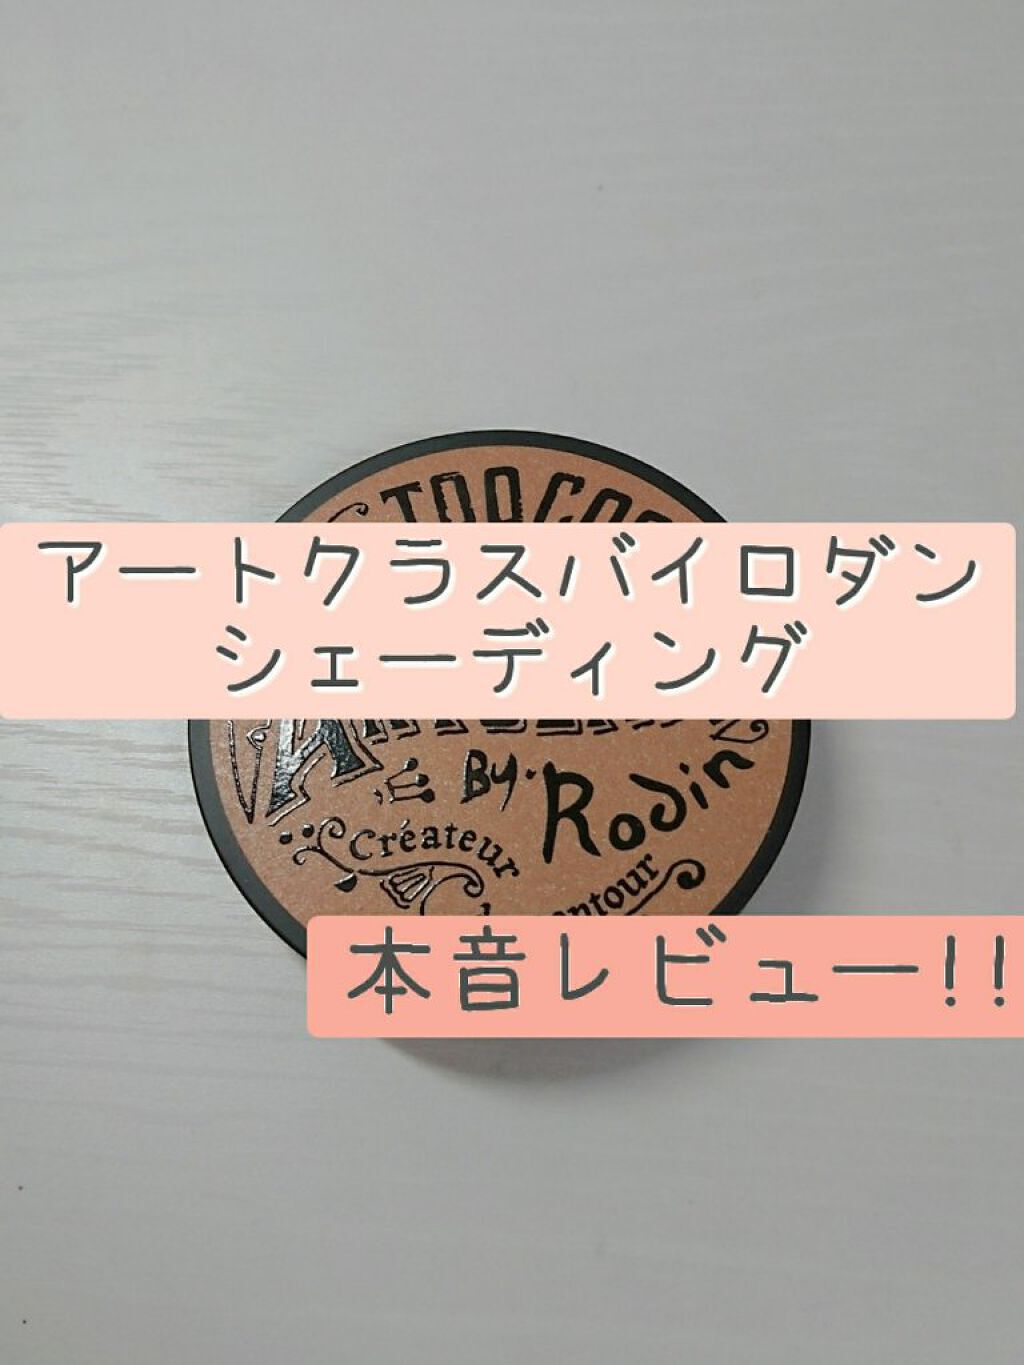 アートクラスバイロダン
シェーディング
By.
Rodin
Créateur
本音レビュー!!